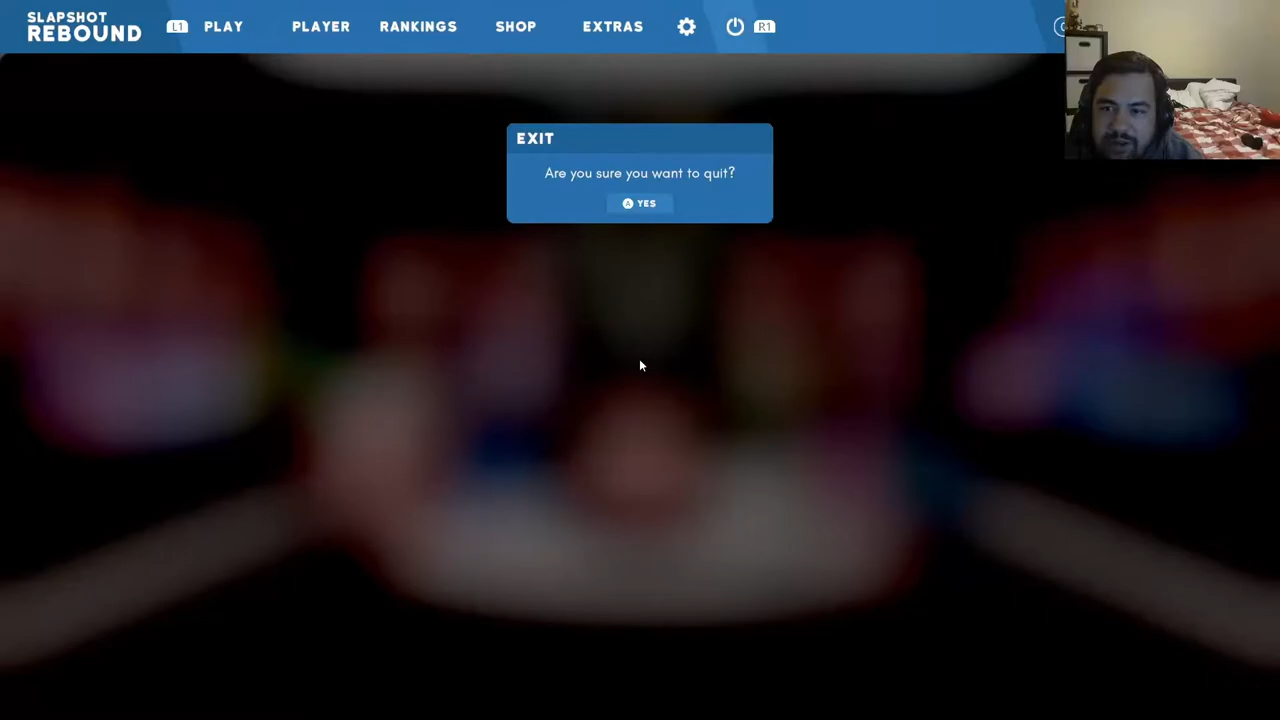 SLAPSHOT
REBOUND
L1 PLAY PLAYER RANKINGS SHOP EXTRAS R1
EXIT
Are you sure you want to quit?
A YES